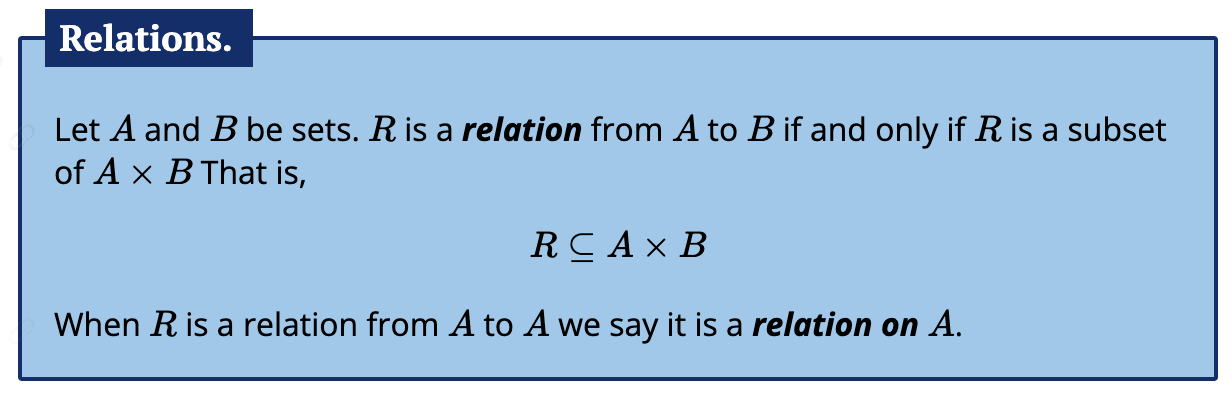 Relations.
Let A and B be sets. R is a relation from A to B if and only if R is a subset
of A × B That is,
R ⊆ A × B
When R is a relation from A to A we say it is a relation on A.